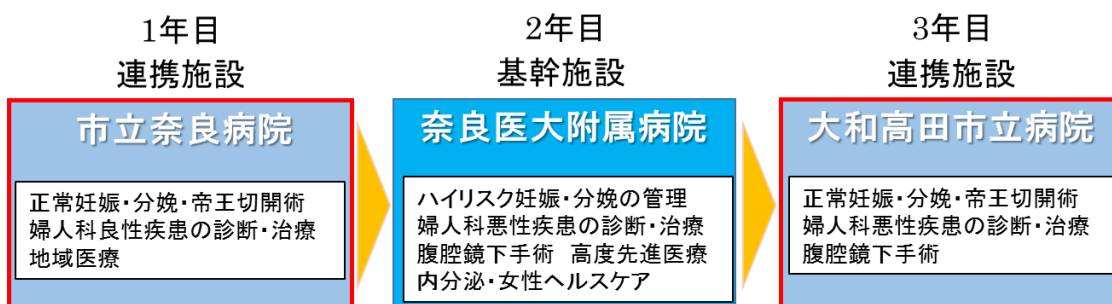 1年目
連携施設
市立奈良病院
正常妊娠・分娩・帝王切開術
婦人科良性疾患の診断・治療
地域医療
2年目
基幹施設
奈良医大附属病院
ハイリスク妊娠・分娩の管理
婦人科悪性疾患の診断・治療
腹腔鏡下手術 高度先進医療
内分泌・女性ヘルスケア
3年目
連携施設
大和高田市立病院
正常妊娠・分娩・帝王切開術
婦人科悪性疾患の診断・治療
腹腔鏡下手術